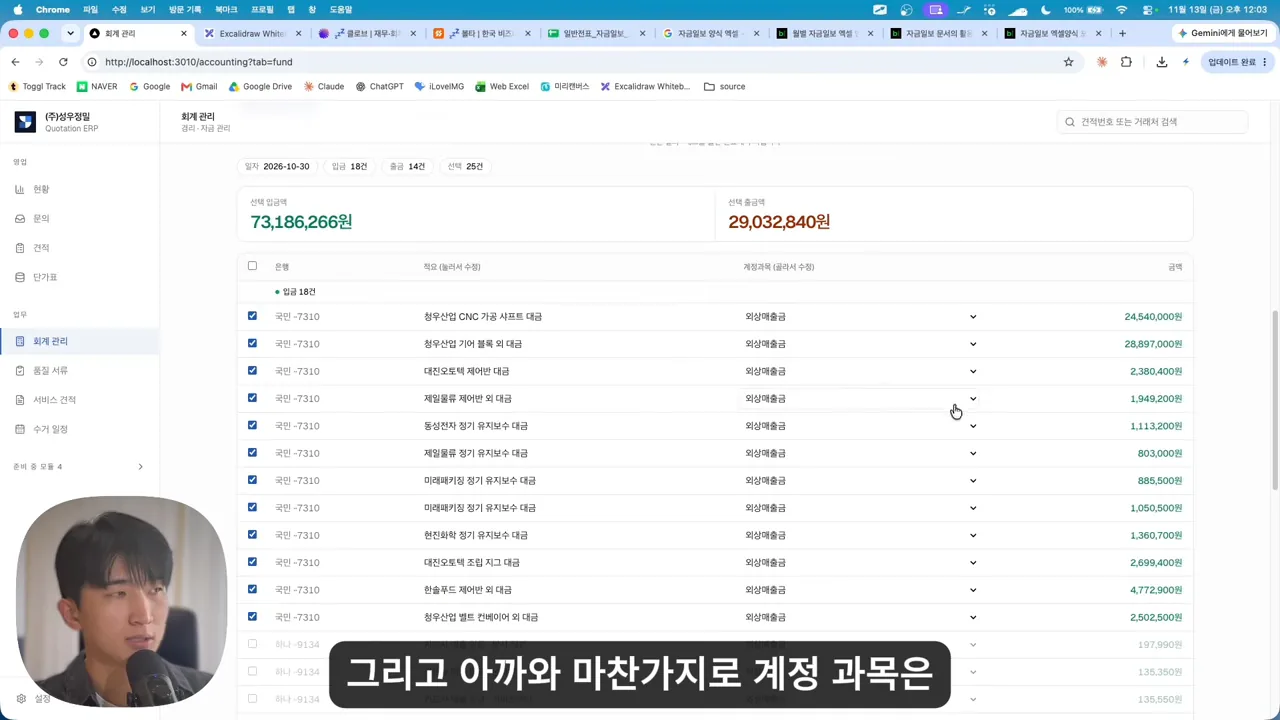 Chrome 파일 수정 보기 방문 기록 북마크 프로필 탭 창 도움말
11월 13일 (금) 오전 12:03
회계 관리
Excalidraw White
클로브 | 재무·회
볼타 | 한국 비즈
일반전표_자금일보_
자금일보 양식 엑셀 -
월별 자금일보 엑셀 양
자금일보 문서의 활용
자금일보 엑셀양식 포
Gemini에게 물어보기
http://localhost:3010/accounting?tab=fund
업데이트 완료
Toggl Track NAVER Google Gmail Google Drive Claude ChatGPT iLoveIMG Web Excel 미리캔버스 Excalidraw Whiteb... source
(주)성우정밀
Quotation ERP
회계 관리
경리 · 자금 관리
견적번호 또는 거래처 검색
영업
현황
문의
견적
단가표
업무
회계 관리
품질 서류
서비스 견적
수거 일정
준비 중 모듈 4
설정
일자 2026-10-30 입금 18건 출금 14건 선택 25건
선택 입금액
73,186,266원
선택 출금액
29,032,840원
은행 적요 (눌러서 수정) 계정과목 (골라서 수정) 금액
입금 18건
국민 -7310 청우산업 CNC 가공 샤프트 대금 외상매출금 24,540,000원
국민 -7310 청우산업 기어 블록 외 대금 외상매출금 28,897,000원
국민 -7310 대진오토텍 제어반 대금 외상매출금 2,380,400원
국민 -7310 제일물류 제어반 외 대금 외상매출금 1,949,200원
국민 -7310 동성전자 정기 유지보수 대금 외상매출금 1,113,200원
국민 -7310 제일물류 정기 유지보수 대금 외상매출금 803,000원
국민 -7310 미래패키징 정기 유지보수 대금 외상매출금 885,500원
국민 -7310 미래패키징 정기 유지보수 대금 외상매출금 1,050,500원
국민 -7310 현진화학 정기 유지보수 대금 외상매출금 1,360,700원
국민 -7310 대진오토텍 조립 지그 대금 외상매출금 2,699,400원
국민 -7310 한솔푸드 제어반 외 대금 외상매출금 4,772,900원
국민 -7310 청우산업 벨트 컨베이어 외 대금 외상매출금 2,502,500원
하나 -9134 197,990원
하나 -9134 135,350원
하나 -9134 135,550원
그리고 아까와 마찬가지로 계정 과목은